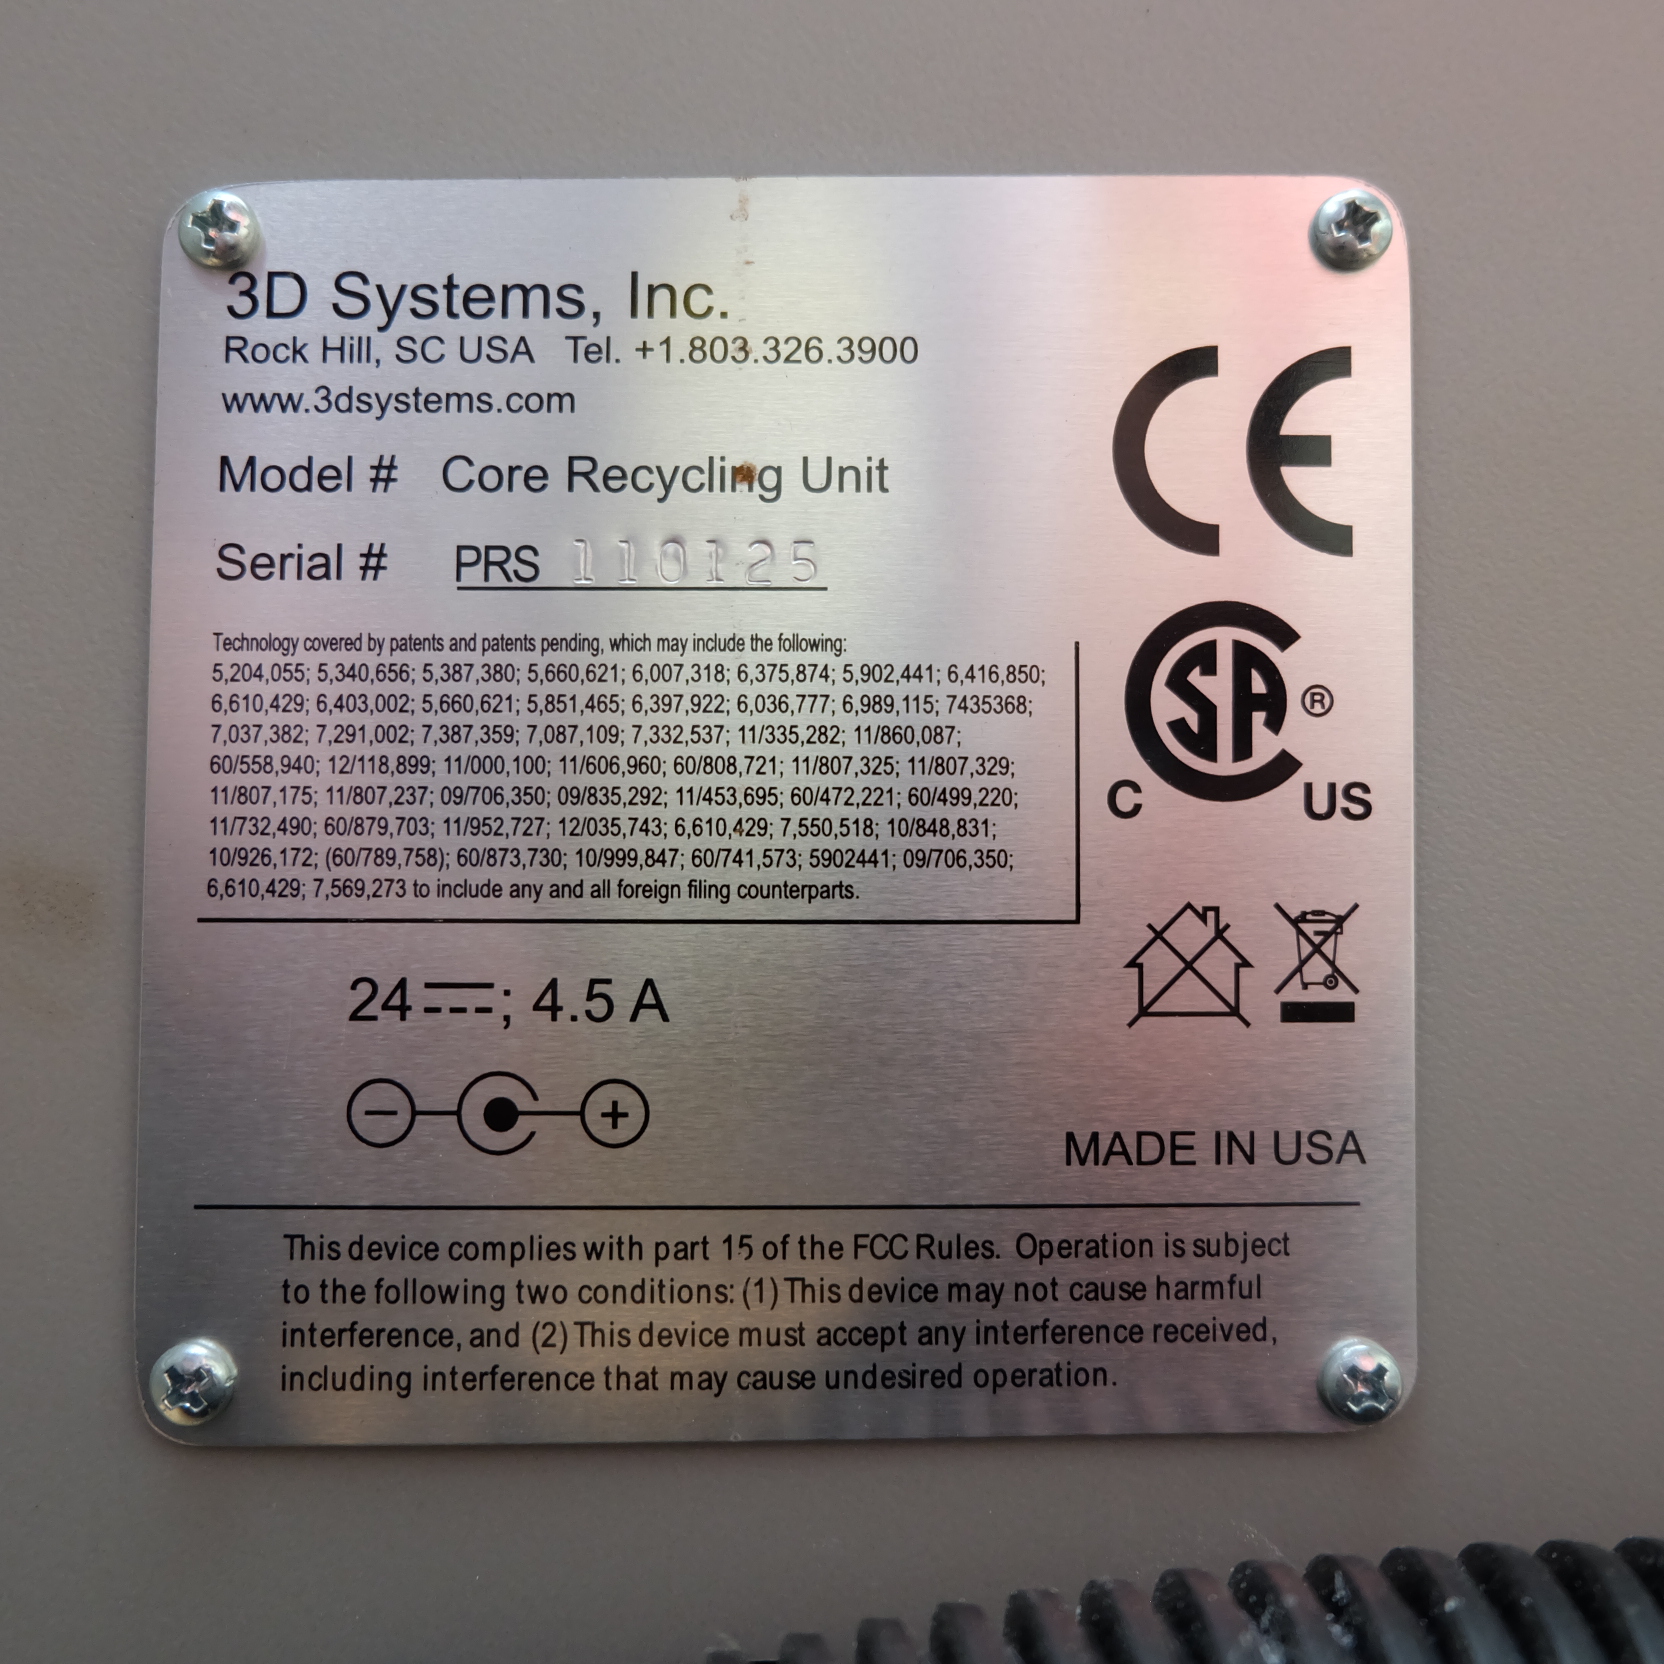 3D Systems, Inc.
Rock Hill, SC USA Tel. +1.803.326.3900
www.3dsystems.com
Model # Core Recycling Unit
Serial # PRS 110125
Technology covered by patents and patents pending, which may include the following:
5,204,055; 5,340,656; 5,387,380; 5,660,621; 6,007,318; 6,375,874; 5,902,441; 6,416,850;
6,610,429; 6,403,002; 5,660,621; 5,851,465; 6,397,922; 6,036,777; 6,989,115; 7435368;
7,037,382; 7,291,002; 7,387,359; 7,087,109; 7,332,537; 11/335,282; 11/860,087;
60/558,940; 12/118,899; 11/000,100; 11/606,960; 60/808,721; 11/807,325; 11/807,329;
11/807,175; 11/807,237; 09/706,350; 09/835,292; 11/453,695; 60/472,221; 60/499,220;
11/732,490; 60/879,703; 11/952,727; 12/035,743; 6,610,429; 7,550,518; 10/848,831;
10/926,172; (60/789,758); 60/873,730; 10/999,847; 60/741,573; 5902441; 09/706,350;
6,610,429; 7,569,273 to include any and all foreign filing counterparts.
CE
CSA ®
C US
24⎓; 4.5 A
− +
MADE IN USA
This device complies with part 15 of the FCC Rules. Operation is subject
to the following two conditions: (1) This device may not cause harmful
interference, and (2) This device must accept any interference received,
including interference that may cause undesired operation.